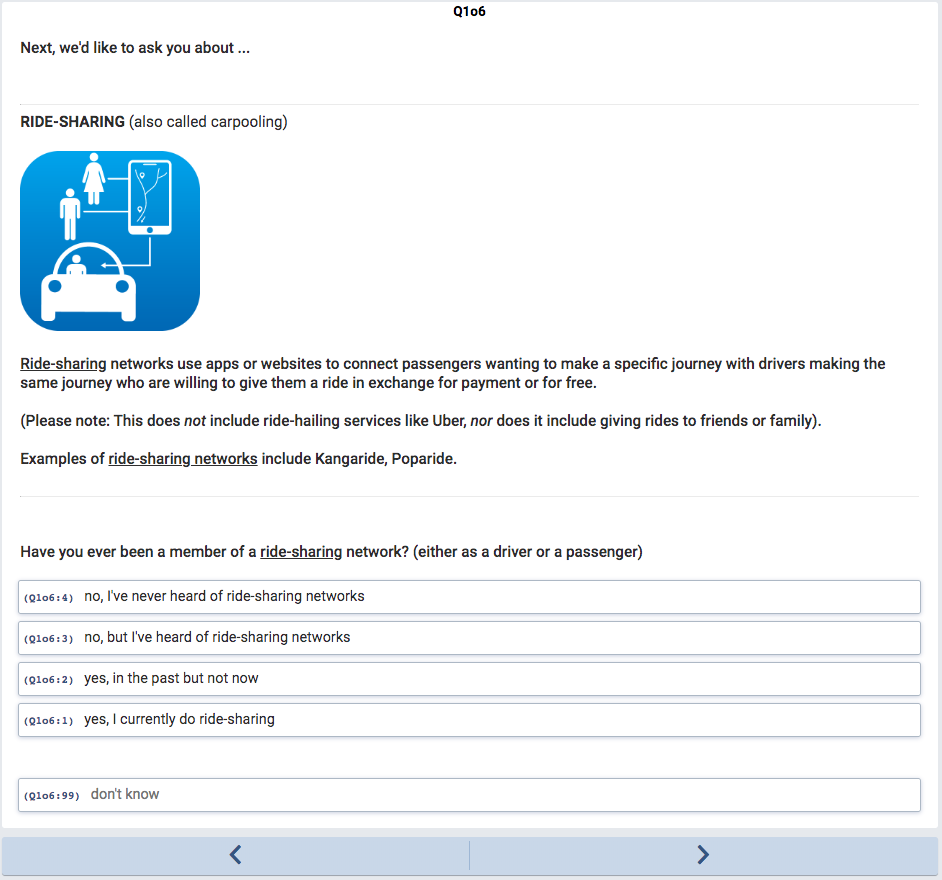 Q1o6
Next, we'd like to ask you about ...
RIDE-SHARING (also called carpooling)
Ride-sharing networks use apps or websites to connect passengers wanting to make a specific journey with drivers making the
same journey who are willing to give them a ride in exchange for payment or for free.
(Please note: This does not include ride-hailing services like Uber, nor does it include giving rides to friends or family).
Examples of ride-sharing networks include Kangaride, Poparide.
Have you ever been a member of a ride-sharing network? (either as a driver or a passenger)
(Q1o6:4) no, I've never heard of ride-sharing networks
(Q1o6:3) no, but I've heard of ride-sharing networks
(Q1o6:2) yes, in the past but not now
(Q1o6:1) yes, I currently do ride-sharing
(Q1o6:99) don't know